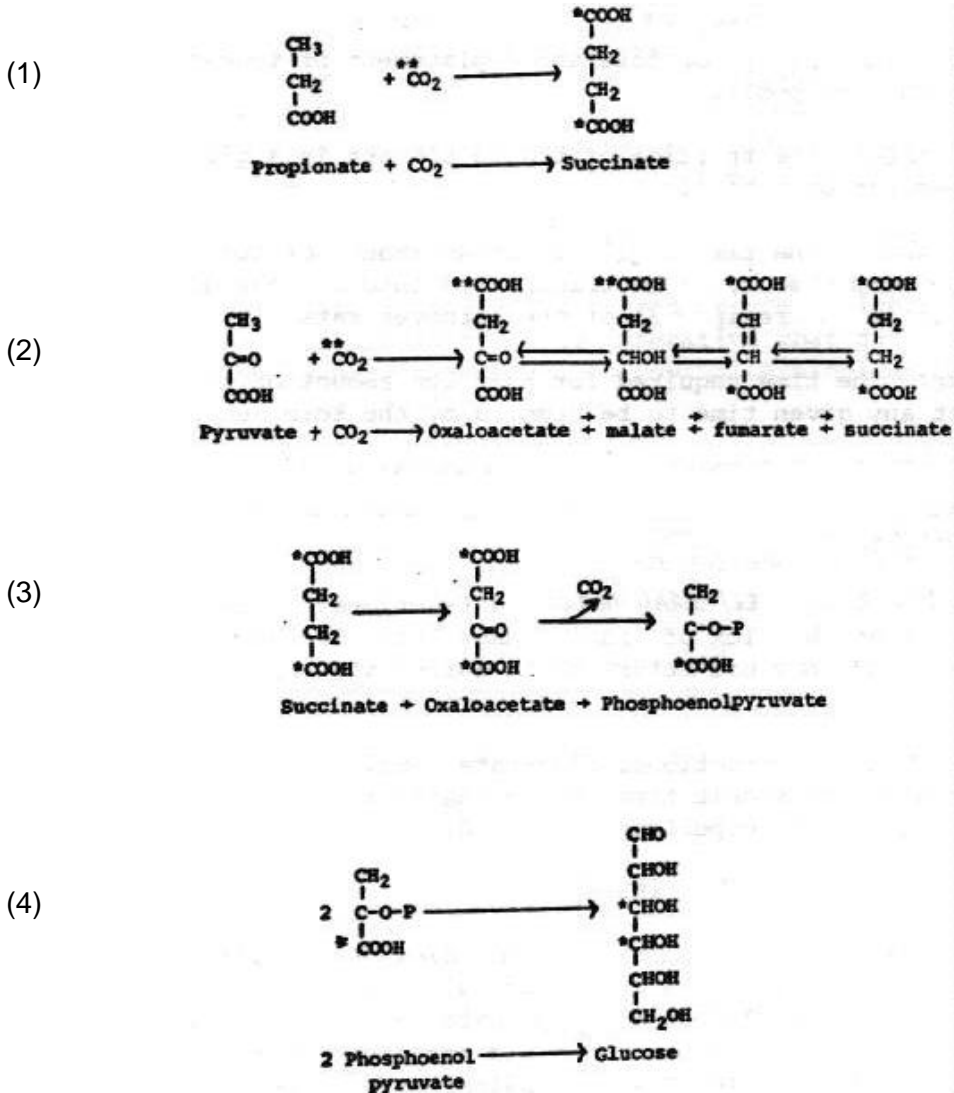 (1)
CH3
CH2
COOH
+ **CO2
*COOH
CH2
CH2
*COOH
Propionate + CO2 → Succinate
(2)
CH3
C=O
COOH
+ **CO2
**COOH
CH2
C=O
COOH
**COOH
CH2
CHOH
COOH
*COOH
CH
CH
*COOH
*COOH
CH2
CH2
*COOH
Pyruvate + CO2 → Oxaloacetate ⇄ malate ⇄ fumarate ⇄ succinate
(3)
*COOH
CH2
CH2
*COOH
*COOH
CH2
C=O
*COOH
CO2
CH2
C-O-P
*COOH
Succinate → Oxaloacetate → Phosphoenolpyruvate
(4)
2
CH2
C-O-P
*COOH
CHO
CHOH
*CHOH
*CHOH
CHOH
CH2OH
2 Phosphoenol → Glucose
pyruvate